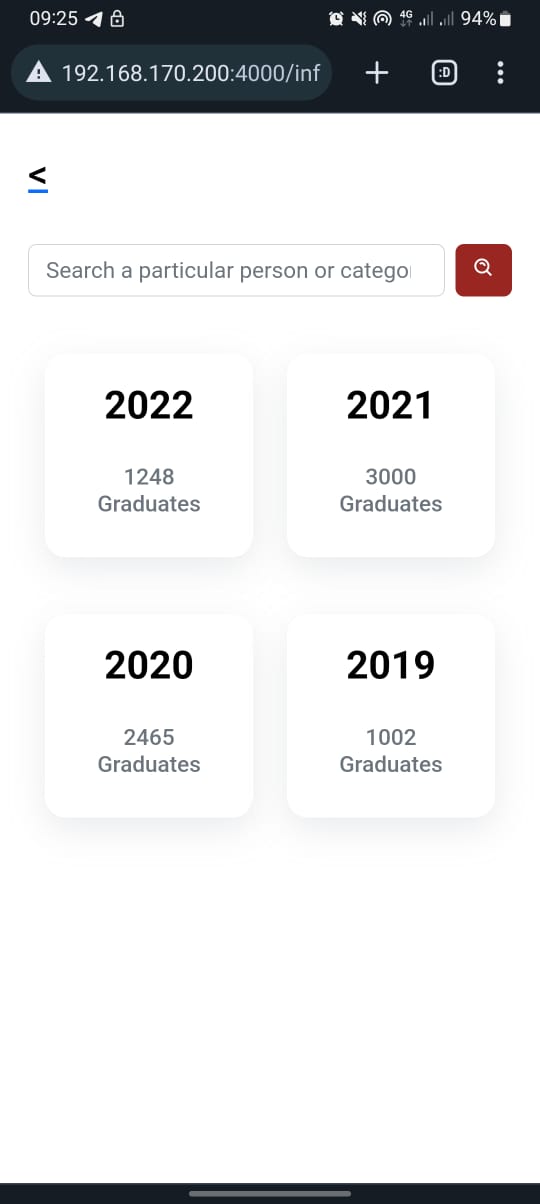 09:25
4G
94%
192.168.170.200:4000/inf
:D
<
Search a particular person or catego
2022
1248
Graduates
2021
3000
Graduates
2020
2465
Graduates
2019
1002
Graduates